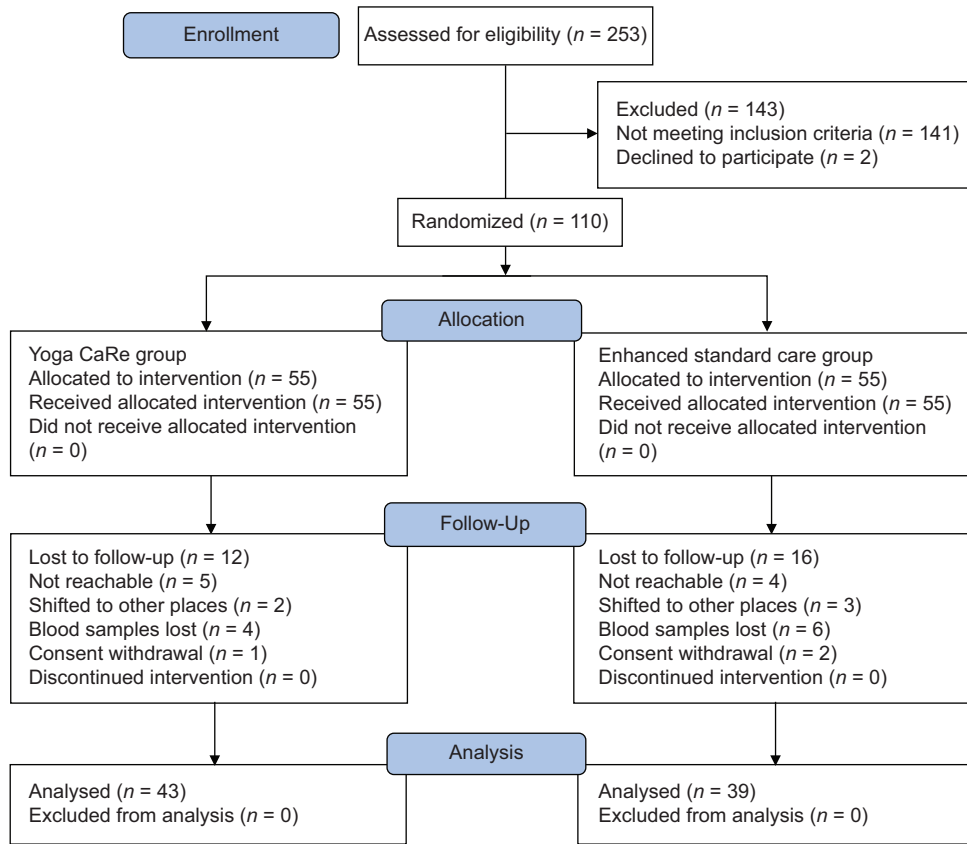 Enrollment
Assessed for eligibility (n = 253)
Excluded (n = 143)
Not meeting inclusion criteria (n = 141)
Declined to participate (n = 2)
Randomized (n = 110)
Allocation
Yoga CaRe group
Allocated to intervention (n = 55)
Received allocated intervention (n = 55)
Did not receive allocated intervention
(n = 0)
Enhanced standard care group
Allocated to intervention (n = 55)
Received allocated intervention (n = 55)
Did not receive allocated intervention
(n = 0)
Follow-Up
Lost to follow-up (n = 12)
Not reachable (n = 5)
Shifted to other places (n = 2)
Blood samples lost (n = 4)
Consent withdrawal (n = 1)
Discontinued intervention (n = 0)
Lost to follow-up (n = 16)
Not reachable (n = 4)
Shifted to other places (n = 3)
Blood samples lost (n = 6)
Consent withdrawal (n = 2)
Discontinued intervention (n = 0)
Analysis
Analysed (n = 43)
Excluded from analysis (n = 0)
Analysed (n = 39)
Excluded from analysis (n = 0)